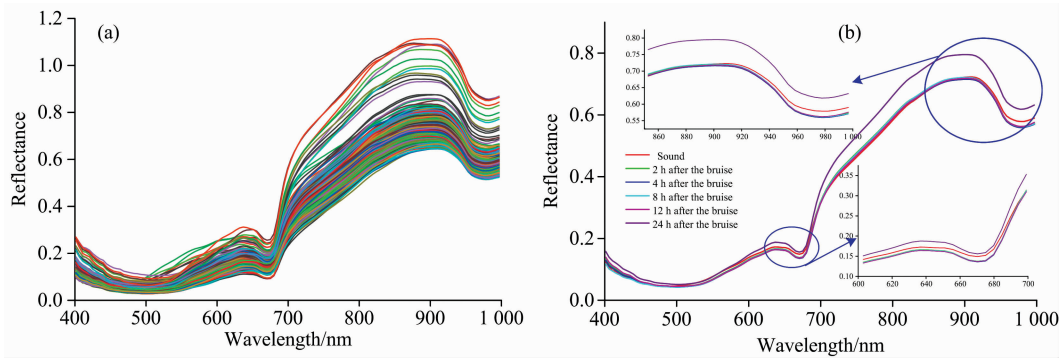 (a)
Reflectance
1.2
1.0
0.8
0.6
0.4
0.2
0.0
400 500 600 700 800 900 1 000
Wavelength/nm
(b)
Reflectance
0.8
0.6
0.4
0.2
0.0
400 500 600 700 800 900 1 000
Wavelength/nm
0.80
0.75
0.70
0.65
0.60
0.55
860 880 900 920 940 960 980
Sound
2 h after the bruise
4 h after the bruise
8 h after the bruise
12 h after the bruise
24 h after the bruise
0.35
0.30
0.25
0.20
0.15
0.10
600 620 640 660 680 700